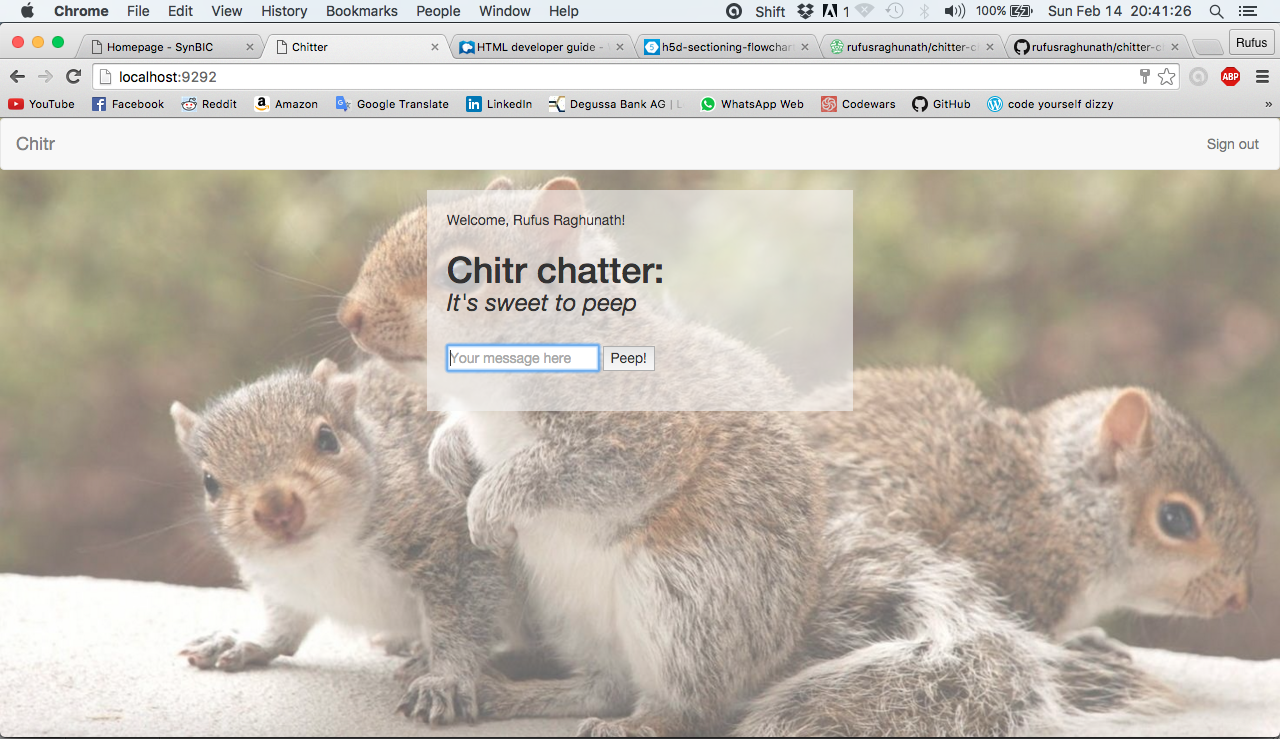 Chrome File Edit View History Bookmarks People Window Help Shift 1 100% Sun Feb 14 20:41:26
Homepage - SynBIC Chitter HTML developer guide - h5d-sectioning-flowchart rufusraghunath/chitter-c rufusraghunath/chitter-c Rufus
localhost:9292 ABP
YouTube Facebook Reddit Amazon Google Translate LinkedIn Degussa Bank AG | WhatsApp Web Codewars GitHub code yourself dizzy »
Chitr Sign out
Welcome, Rufus Raghunath!
Chitr chatter:
It's sweet to peep
Your message here Peep!